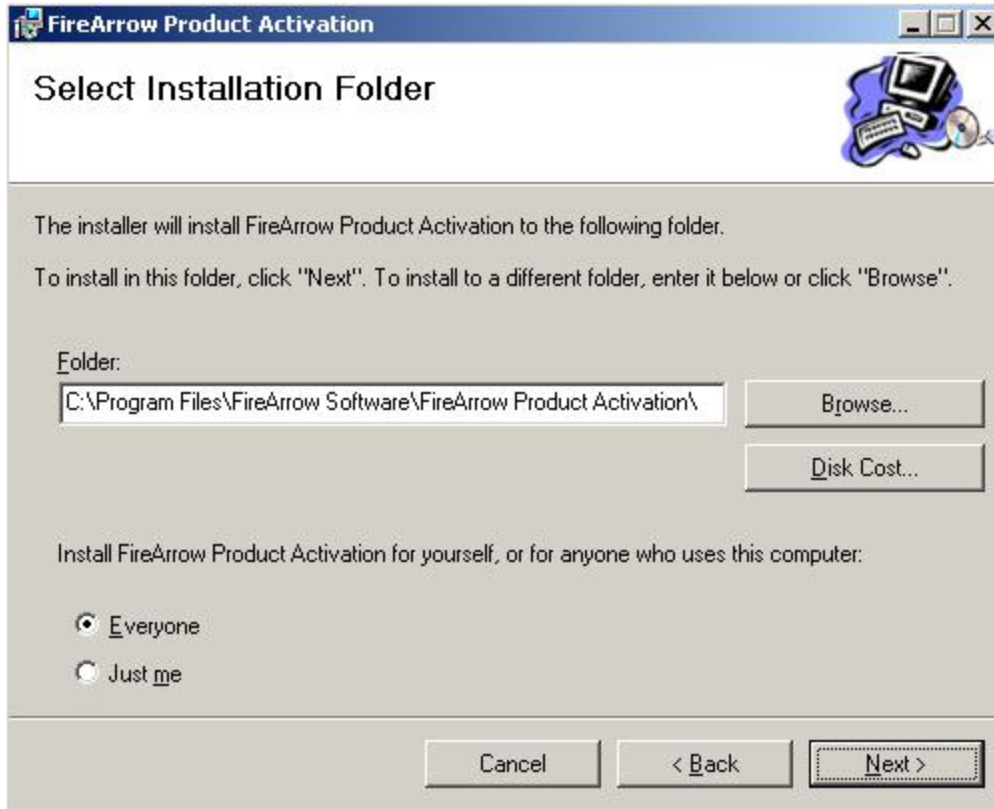 FireArrow Product Activation
Select Installation Folder
The installer will install FireArrow Product Activation to the following folder.
To install in this folder, click "Next". To install to a different folder, enter it below or click "Browse".
Folder:
C:\Program Files\FireArrow Software\FireArrow Product Activation\
Browse...
Disk Cost...
Install FireArrow Product Activation for yourself, or for anyone who uses this computer:
Everyone
Just me
Cancel
< Back
Next >